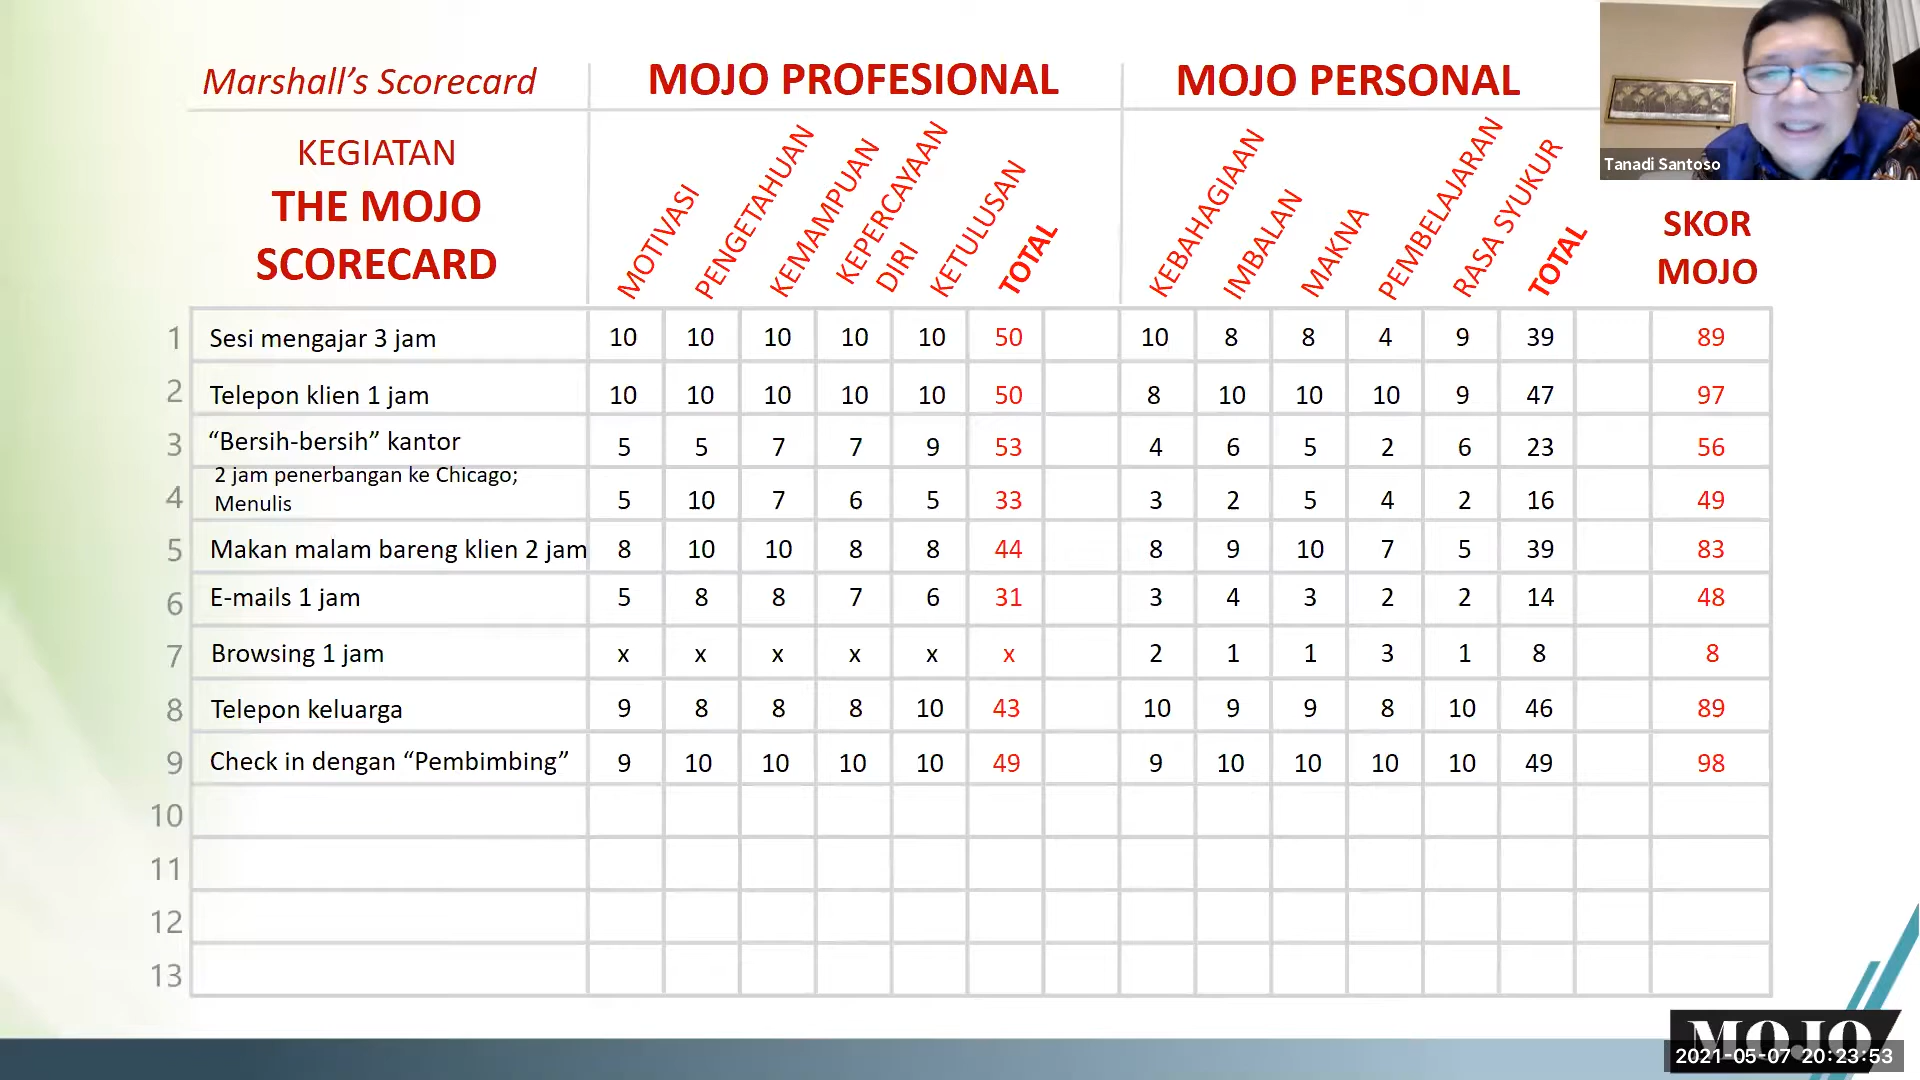 Marshall's Scorecard
MOJO PROFESIONAL
MOJO PERSONAL
Tanadi Santoso
KEGIATAN
THE MOJO
SCORECARD
MOTIVASI
PENGETAHUAN
KEMAMPUAN
KEPERCAYAAN
DIRI
KETULUSAN
TOTAL
KEBAHAGIAAN
IMBALAN
MAKNA
PEMBELAJARAN
RASA SYUKUR
TOTAL
SKOR
MOJO
1 Sesi mengajar 3 jam 10 10 10 10 10 50 10 8 8 4 9 39 89
2 Telepon klien 1 jam 10 10 10 10 10 50 8 10 10 10 9 47 97
3 “Bersih-bersih” kantor 5 5 7 7 9 53 4 6 5 2 6 23 56
2 jam penerbangan ke Chicago;
4 Menulis 5 10 7 6 5 33 3 2 5 4 2 16 49
5 Makan malam bareng klien 2 jam 8 10 10 8 8 44 8 9 10 7 5 39 83
6 E-mails 1 jam 5 8 8 7 6 31 3 4 3 2 2 14 48
7 Browsing 1 jam x x x x x x 2 1 1 3 1 8 8
8 Telepon keluarga 9 8 8 8 10 43 10 9 9 8 10 46 89
9 Check in dengan “Pembimbing” 9 10 10 10 10 49 9 10 10 10 10 49 98
10
11
12
13
MOJO
2021-05-07 20:23:53